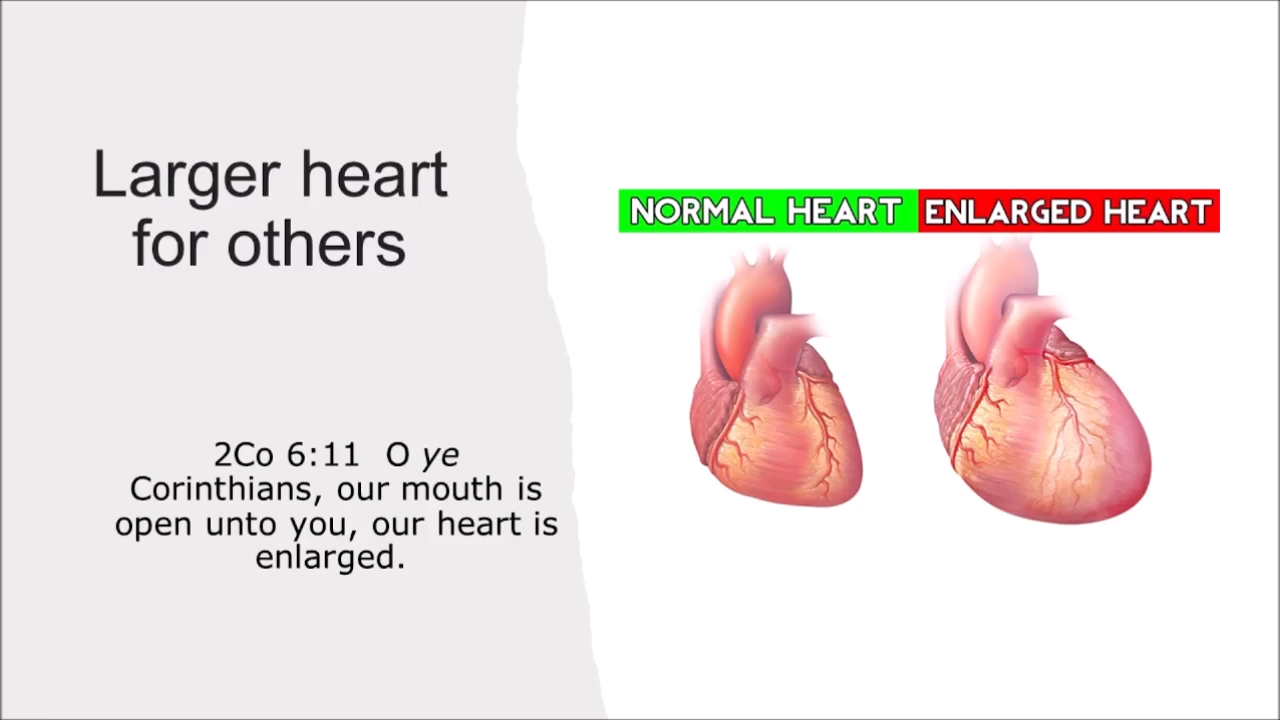 Larger heart
for others
NORMAL HEART
ENLARGED HEART
2Co 6:11  O ye
Corinthians, our mouth is
open unto you, our heart is
enlarged.